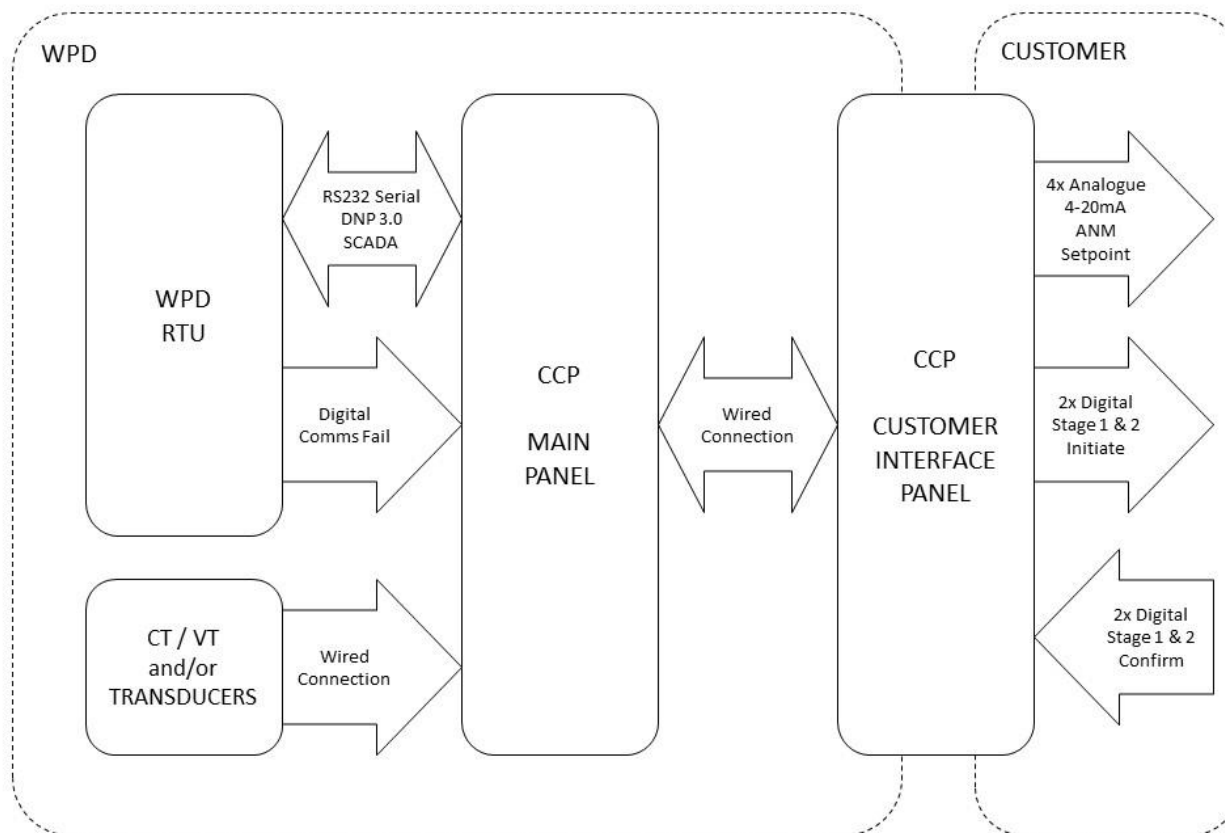 WPD
CUSTOMER
WPD
RTU
RS232 Serial
DNP 3.0
SCADA
Digital
Comms Fail
CT / VT
and/or
TRANSDUCERS
Wired
Connection
CCP
MAIN
PANEL
Wired
Connection
CCP
CUSTOMER
INTERFACE
PANEL
4x Analogue
4-20mA
ANM
Setpoint
2x Digital
Stage 1 & 2
Initiate
2x Digital
Stage 1 & 2
Confirm